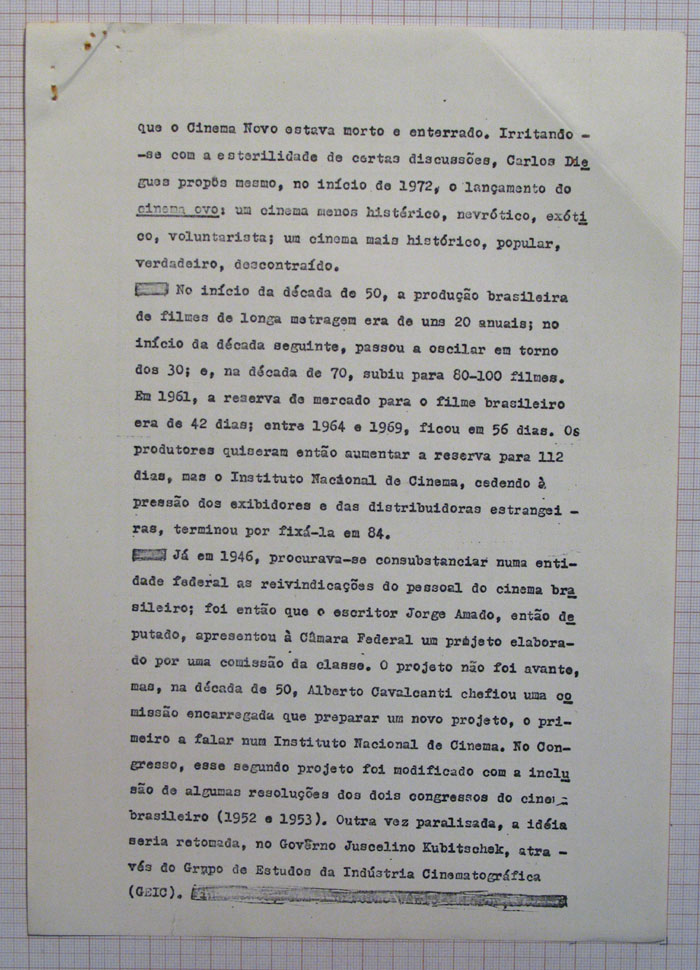 que o Cinema Novo estava morto e enterrado. Irritando -
-se com a esterilidade de certas discussões, Carlos Die
gues propôs mesmo, no início de 1972, o lançamento do
cinema ovo: um cinema menos histérico, nevrótico, exóti
co, voluntarista; um cinema mais histórico, popular,
verdadeiro, descontraído.
No início da década de 50, a produção brasileira
de filmes de longa metragem era de uns 20 anuais; no
início da década seguinte, passou a oscilar em torno
dos 30; e, na década de 70, subiu para 80-100 filmes.
Em 1961, a reserva de mercado para o filme brasileiro
era de 42 dias; entre 1964 e 1969, ficou em 56 dias. Os
produtores quiseram então aumentar a reserva para 112
dias, mas o Instituto Nacional de Cinema, cedendo à
pressão dos exibidores e das distribuidoras estrangei -
ras, terminou por fixá-la em 84.
Já em 1946, procurava-se consubstanciar numa enti-
dade federal as reivindicações do pessoal do cinema bra
sileiro; foi então que o escritor Jorge Amado, então de
putado, apresentou à Câmara Federal um projeto elabora-
do por uma comissão da classe. O projeto não foi avante,
mas, na década de 50, Alberto Cavalcanti chefiou uma co
missão encarregada que preparar um novo projeto, o pri-
meiro a falar num Instituto Nacional de Cinema. No Con-
gresso, esse segundo projeto foi modificado com a inclu
são de algumas resoluções dos dois congressos do cinema
brasileiro (1952 e 1953). Outra vez paralisada, a idéia
seria retomada, no Govêrno Juscelino Kubitschek, atra -
vés do Grupo de Estudos da Indústria Cinematográfica
(GEIC).